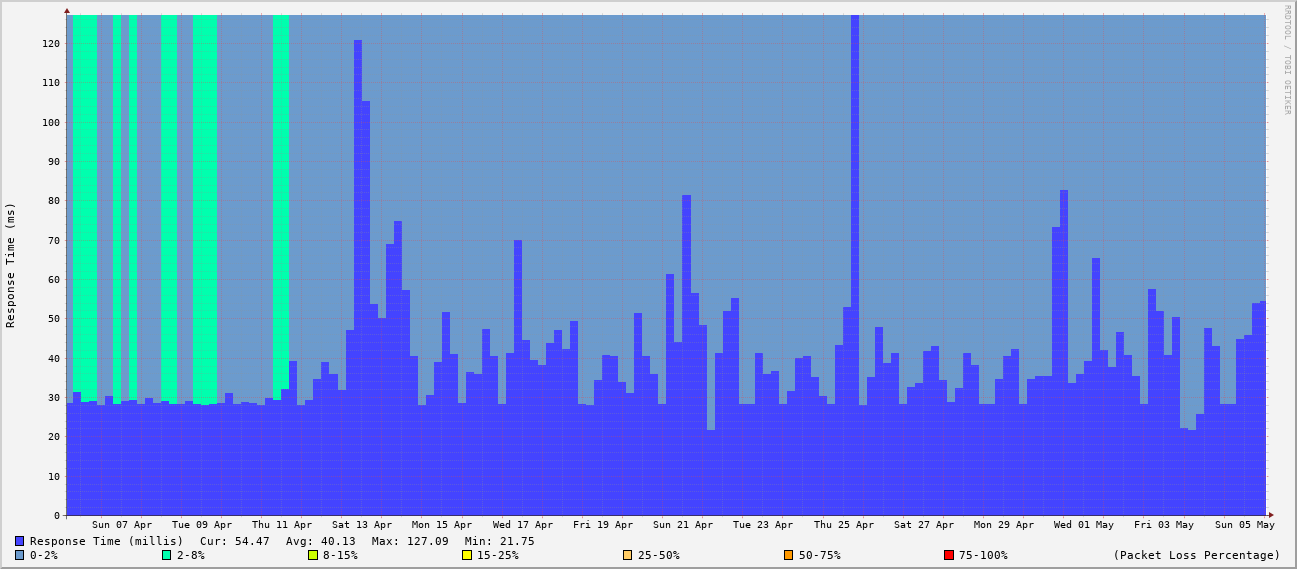 RRDTOOL / TOBI OETIKER
Response Time (ms)
120
110
100
90
80
70
60
50
40
30
20
10
0
Sun 07 Apr Tue 09 Apr Thu 11 Apr Sat 13 Apr Mon 15 Apr Wed 17 Apr Fri 19 Apr Sun 21 Apr Tue 23 Apr Thu 25 Apr Sat 27 Apr Mon 29 Apr Wed 01 May Fri 03 May Sun 05 May
Response Time (millis) Cur: 54.47 Avg: 40.13 Max: 127.09 Min: 21.75
0-2% 2-8% 8-15% 15-25% 25-50% 50-75% 75-100% (Packet Loss Percentage)